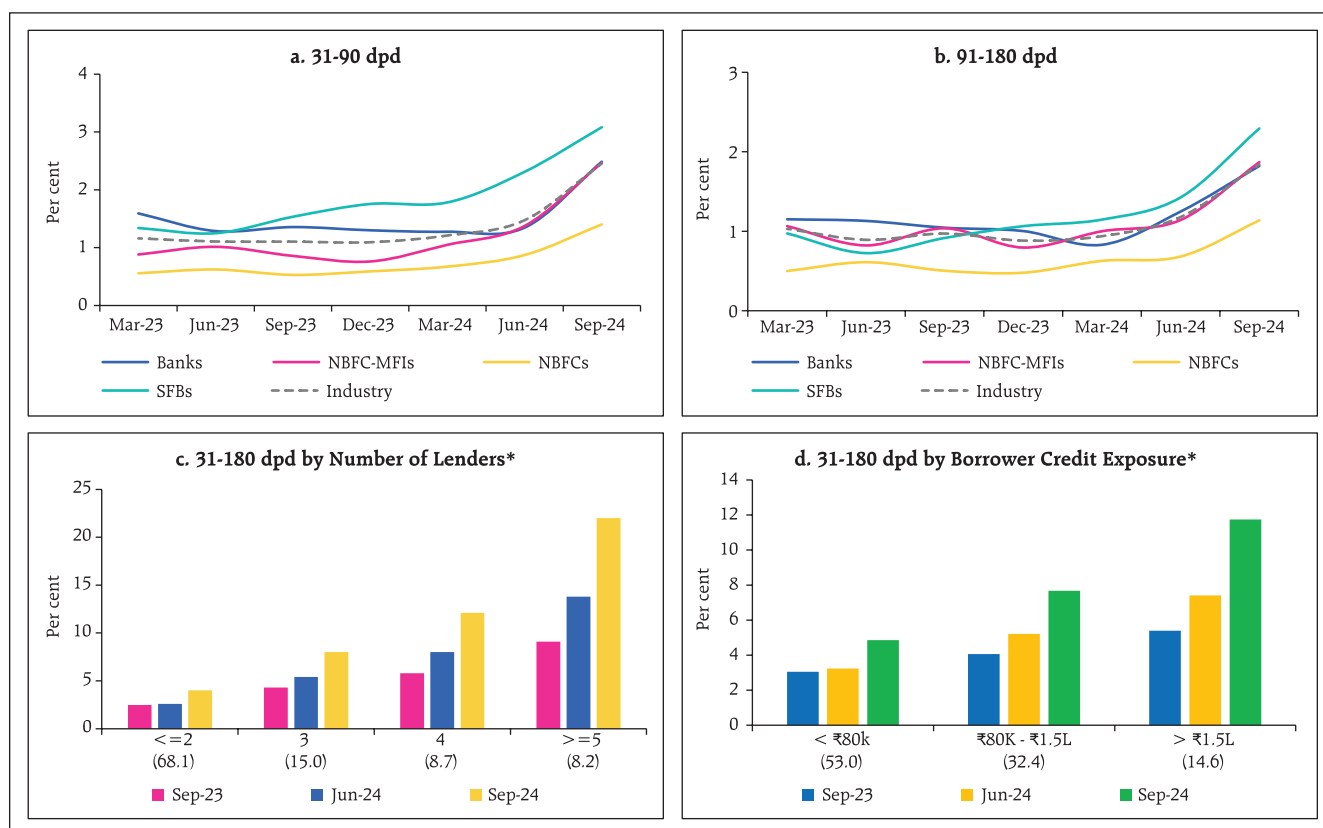 a. 31-90 dpd
Per cent
4
3
2
1
0
Mar-23 Jun-23 Sep-23 Dec-23 Mar-24 Jun-24 Sep-24
Banks NBFC-MFIs NBFCs
SFBs Industry
b. 91-180 dpd
Per cent
3
2
1
0
Mar-23 Jun-23 Sep-23 Dec-23 Mar-24 Jun-24 Sep-24
Banks NBFC-MFIs NBFCs
SFBs Industry
c. 31-180 dpd by Number of Lenders*
Per cent
25
20
15
10
5
0
<=2 3 4 >=5
(68.1) (15.0) (8.7) (8.2)
Sep-23 Jun-24 Sep-24
d. 31-180 dpd by Borrower Credit Exposure*
Per cent
14
12
10
8
6
4
2
0
< ₹80k ₹80K - ₹1.5L > ₹1.5L
(53.0) (32.4) (14.6)
Sep-23 Jun-24 Sep-24